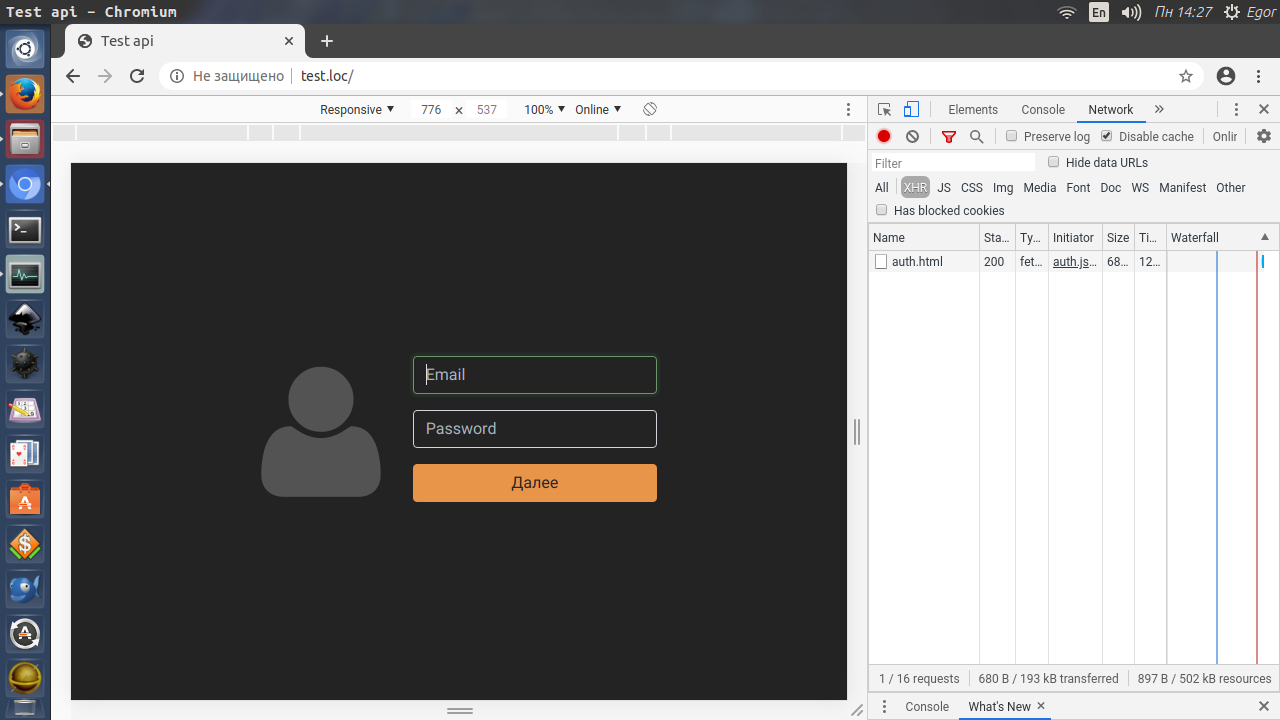 Test api - Chromium
En
Пн 14:27
Egor
Test api
Не защищено
test.loc/
Responsive
776
x
537
100%
Online
Elements
Console
Network
Preserve log
Disable cache
Onlir
Filter
Hide data URLs
All
XHR
JS
CSS
Img
Media
Font
Doc
WS
Manifest
Other
Has blocked cookies
Name
Sta...
Ty...
Initiator
Size
Ti...
Waterfall
auth.html
200
fet...
auth.js...
68...
12...
Email
Password
Далее
1 / 16 requests
680 B / 193 kB transferred
897 B / 502 kB resources
Console
What's New